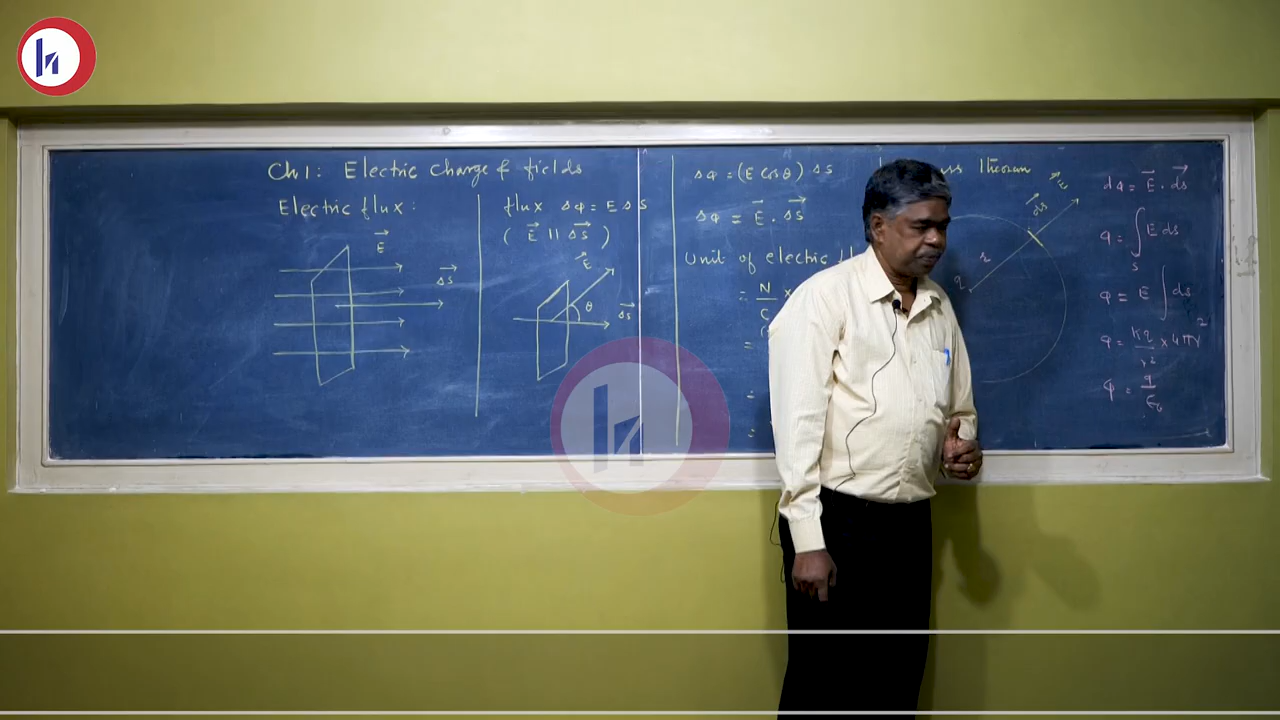 Ch 1: Electric Charge & fields
Electric flux:
E⃗
Δs⃗
flux Δφ = E Δs
( E⃗ || Δs⃗ )
E⃗
θ
Δs⃗
Δφ = (E cos θ) Δs
Δφ = E⃗ . Δs⃗
Unit of electric
= N ×
C
=
=
=
Theorem
ds⃗
r
q
dφ = E⃗ . ds⃗
φ = ∫ E ds
s
φ = E ∫ ds
φ = kq/r² × 4πr²
φ = q/ε₀